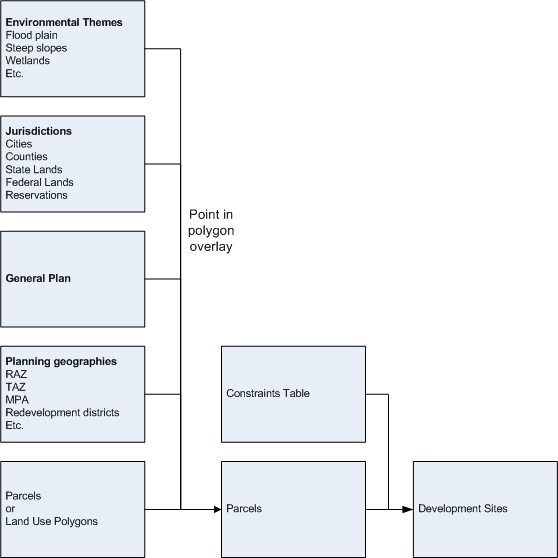 Environmental Themes
Flood plain
Steep slopes
Wetlands
Etc.
Jurisdictions
Cities
Counties
State Lands
Federal Lands
Reservations
Point in
polygon
overlay
General Plan
Planning geographies
RAZ
TAZ
MPA
Redevelopment districts
Etc.
Constraints Table
Parcels
or
Land Use Polygons
Parcels
Development Sites